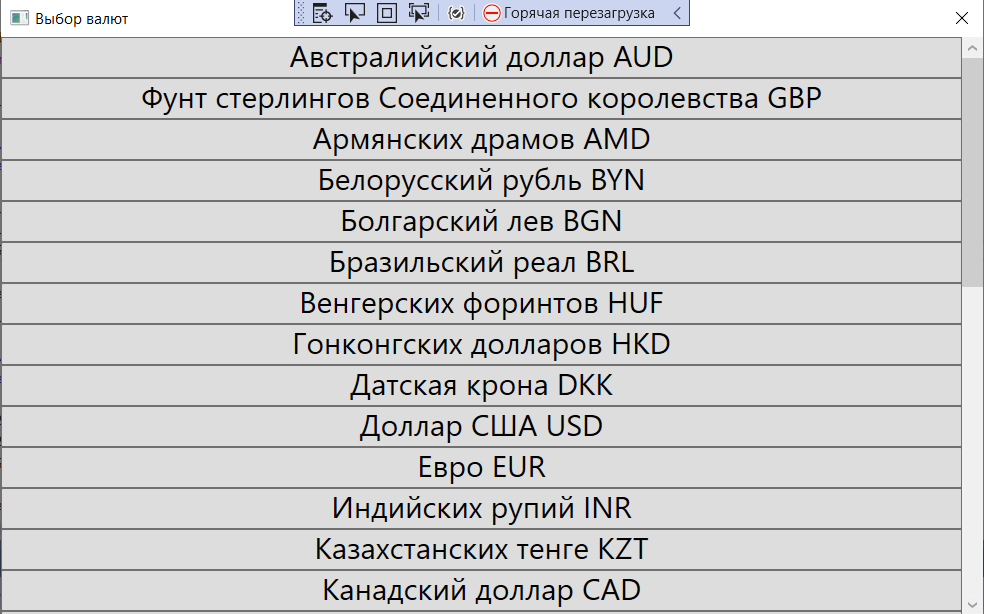 Выбор валют
Горячая перезагрузка
Австралийский доллар AUD
Фунт стерлингов Соединенного королевства GBP
Армянских драмов AMD
Белорусский рубль BYN
Болгарский лев BGN
Бразильский реал BRL
Венгерских форинтов HUF
Гонконгских долларов HKD
Датская крона DKK
Доллар США USD
Евро EUR
Индийских рупий INR
Казахстанских тенге KZT
Канадский доллар CAD